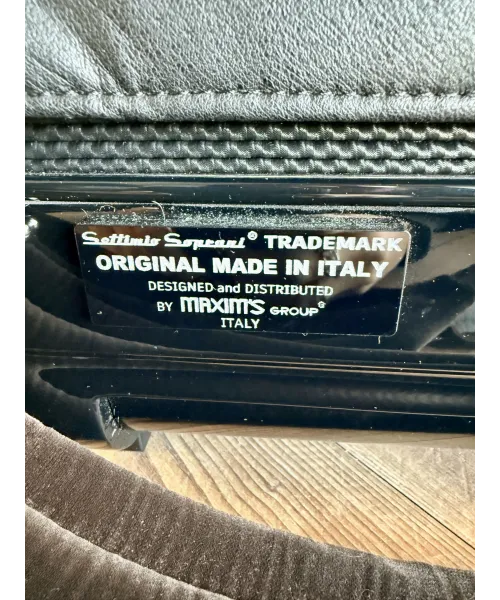 Settimio Soprani® TRADEMARK
ORIGINAL MADE IN ITALY
DESIGNED and DISTRIBUTED
BY MAXIM'S GROUP®
ITALY